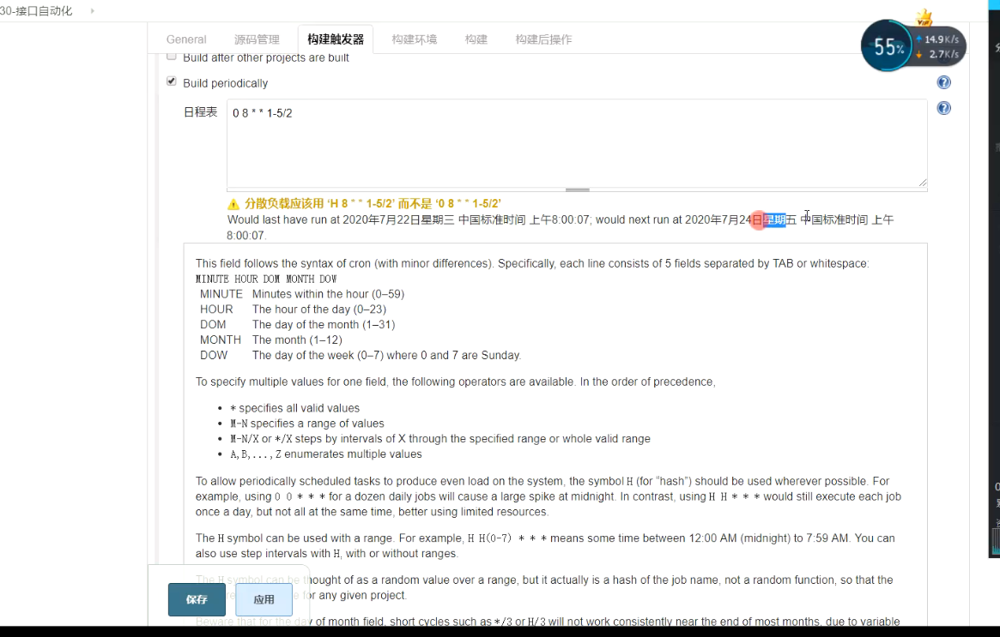 30-接口自动化
General 源码管理 构建触发器 构建环境 构建 构建后操作
VIP
55%
14.9K/s
2.7K/s
Build after other projects are built
Build periodically
日程表 0 8 * * 1-5/2
分散负载应该用 ‘H 8 * * 1-5/2’ 而不是 ‘0 8 * * 1-5/2’
Would last have run at 2020年7月22日星期三 中国标准时间 上午8:00:07; would next run at 2020年7月24日星期五 中国标准时间 上午
8:00:07.
This field follows the syntax of cron (with minor differences). Specifically, each line consists of 5 fields separated by TAB or whitespace:
MINUTE HOUR DOM MONTH DOW
MINUTE Minutes within the hour (0–59)
HOUR The hour of the day (0–23)
DOM The day of the month (1–31)
MONTH The month (1–12)
DOW The day of the week (0–7) where 0 and 7 are Sunday.
To specify multiple values for one field, the following operators are available. In the order of precedence,
• * specifies all valid values
• M-N specifies a range of values
• M-N/X or */X steps by intervals of X through the specified range or whole valid range
• A,B,...,Z enumerates multiple values
To allow periodically scheduled tasks to produce even load on the system, the symbol H (for “hash”) should be used wherever possible. For
example, using 0 0 * * * for a dozen daily jobs will cause a large spike at midnight. In contrast, using H H * * * would still execute each job
once a day, but not all at the same time, better using limited resources.
The H symbol can be used with a range. For example, H H(0-7) * * * means some time between 12:00 AM (midnight) to 7:59 AM. You can
also use step intervals with H, with or without ranges.
The H symbol can be thought of as a random value over a range, but it actually is a hash of the job name, not a random function, so that the
for any given project.
Beware that for the day of month field, short cycles such as */3 or H/3 will not work consistently near the end of most months, due to variable
保存 应用